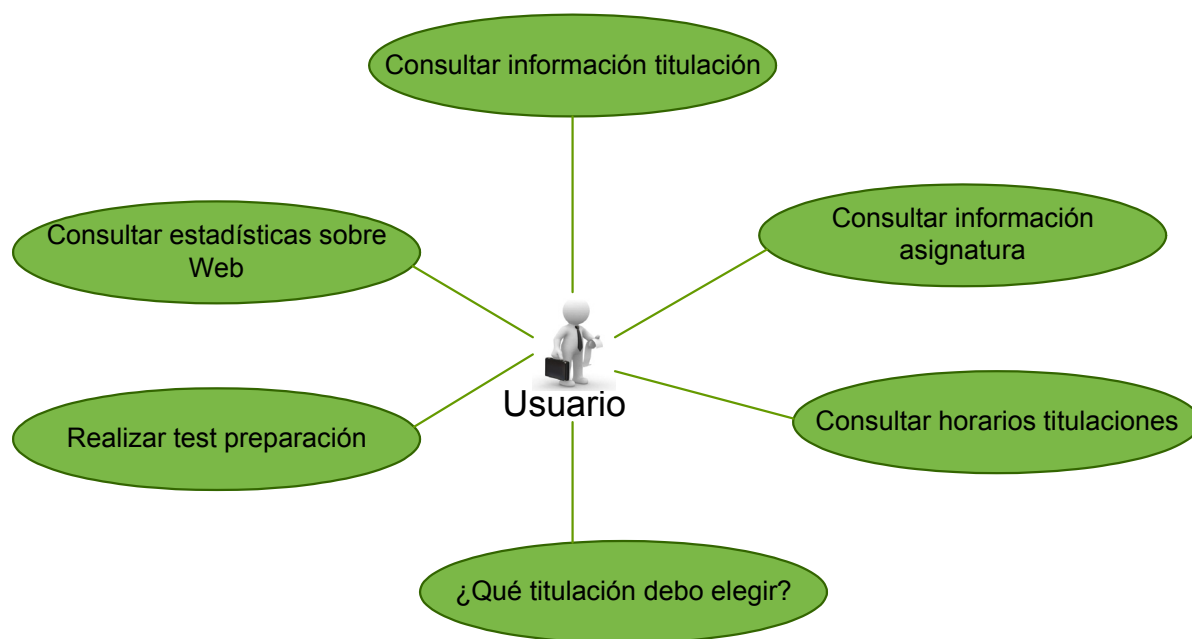 Consultar información titulación
Consultar estadísticas sobre
Web
Consultar información
asignatura
Usuario
Realizar test preparación
Consultar horarios titulaciones
¿Qué titulación debo elegir?